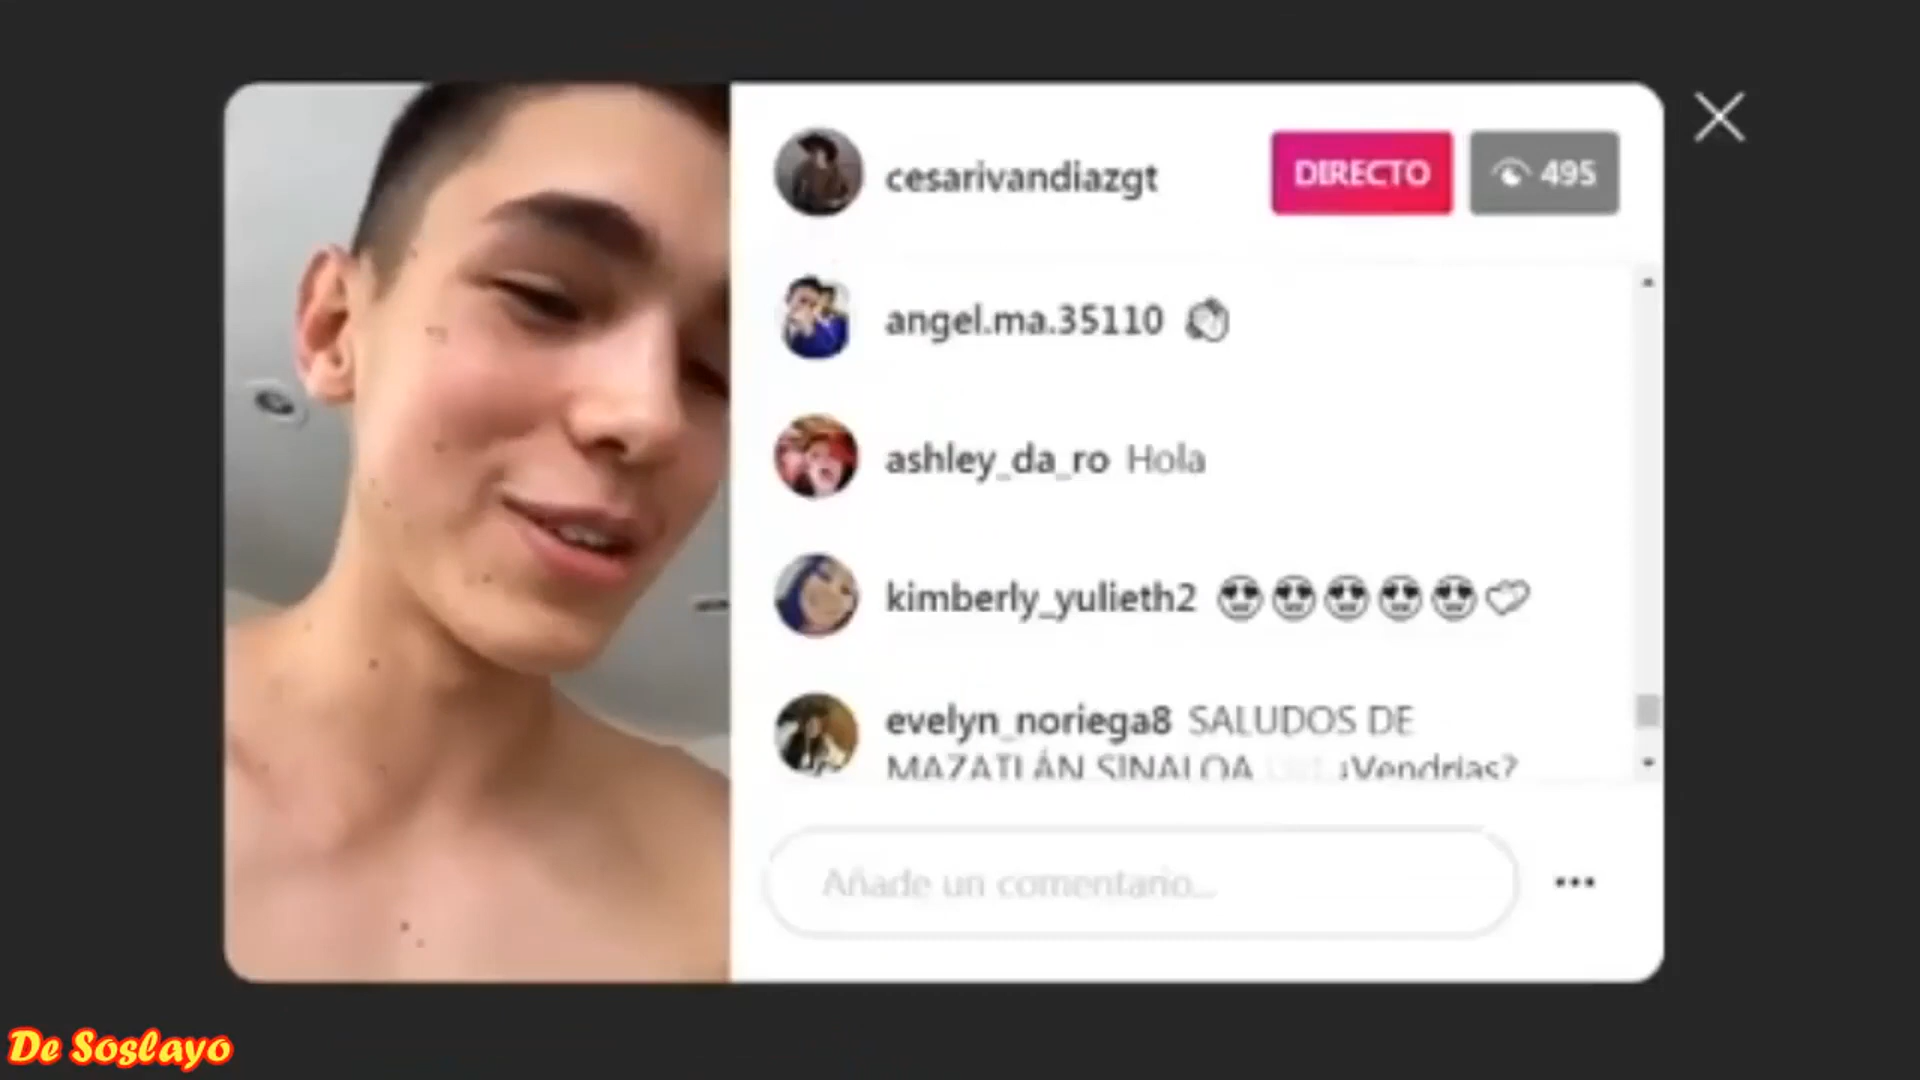 cesarivandiazgt
DIRECTO
495
angel.ma.35110
ashley_da_ro Hola
kimberly_yulieth2
evelyn_noriega8 SALUDOS DE
MAZATLÁN SINALOA ¿Vendrias?
Añade un comentario...
De Soslayo